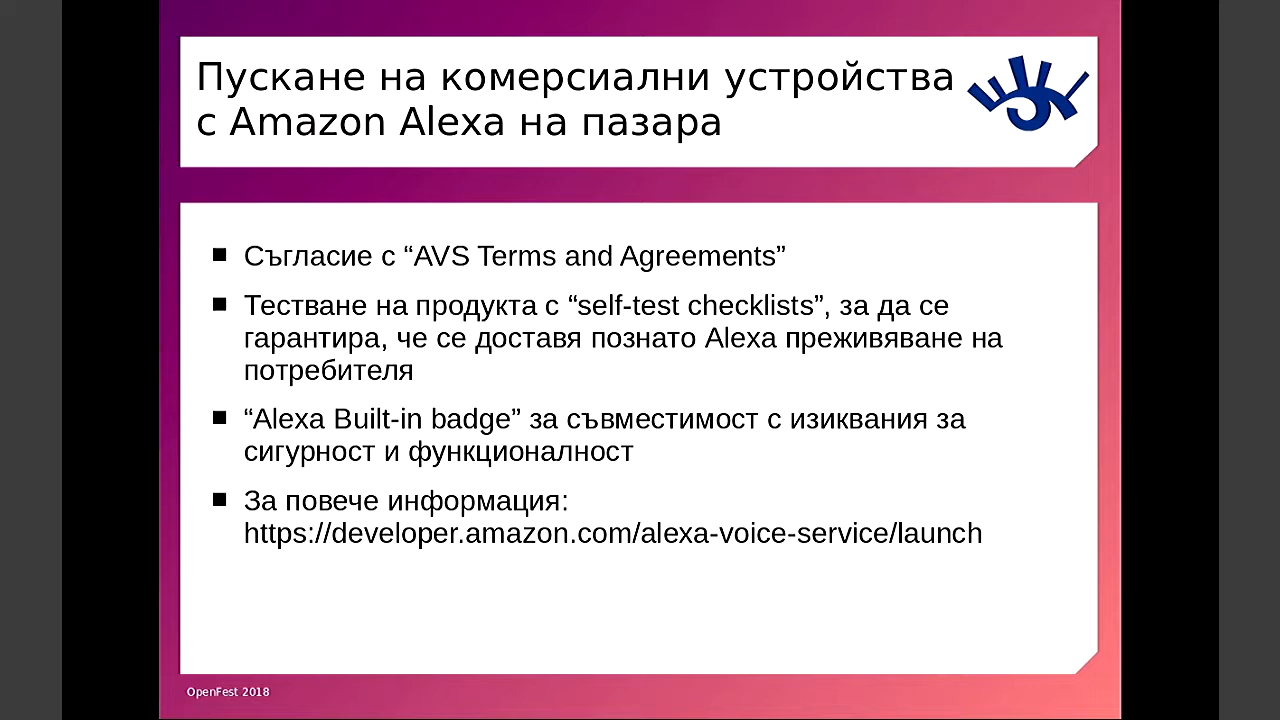 Пускане на комерсиални устройства
с Amazon Alexa на пазара
Съгласие с “AVS Terms and Agreements”
Тестване на продукта с “self-test checklists”, за да се
гарантира, че се доставя познато Alexa преживяване на
потребителя
“Alexa Built-in badge” за съвместимост с изиквания за
сигурност и функционалност
За повече информация:
https://developer.amazon.com/alexa-voice-service/launch
OpenFest 2018